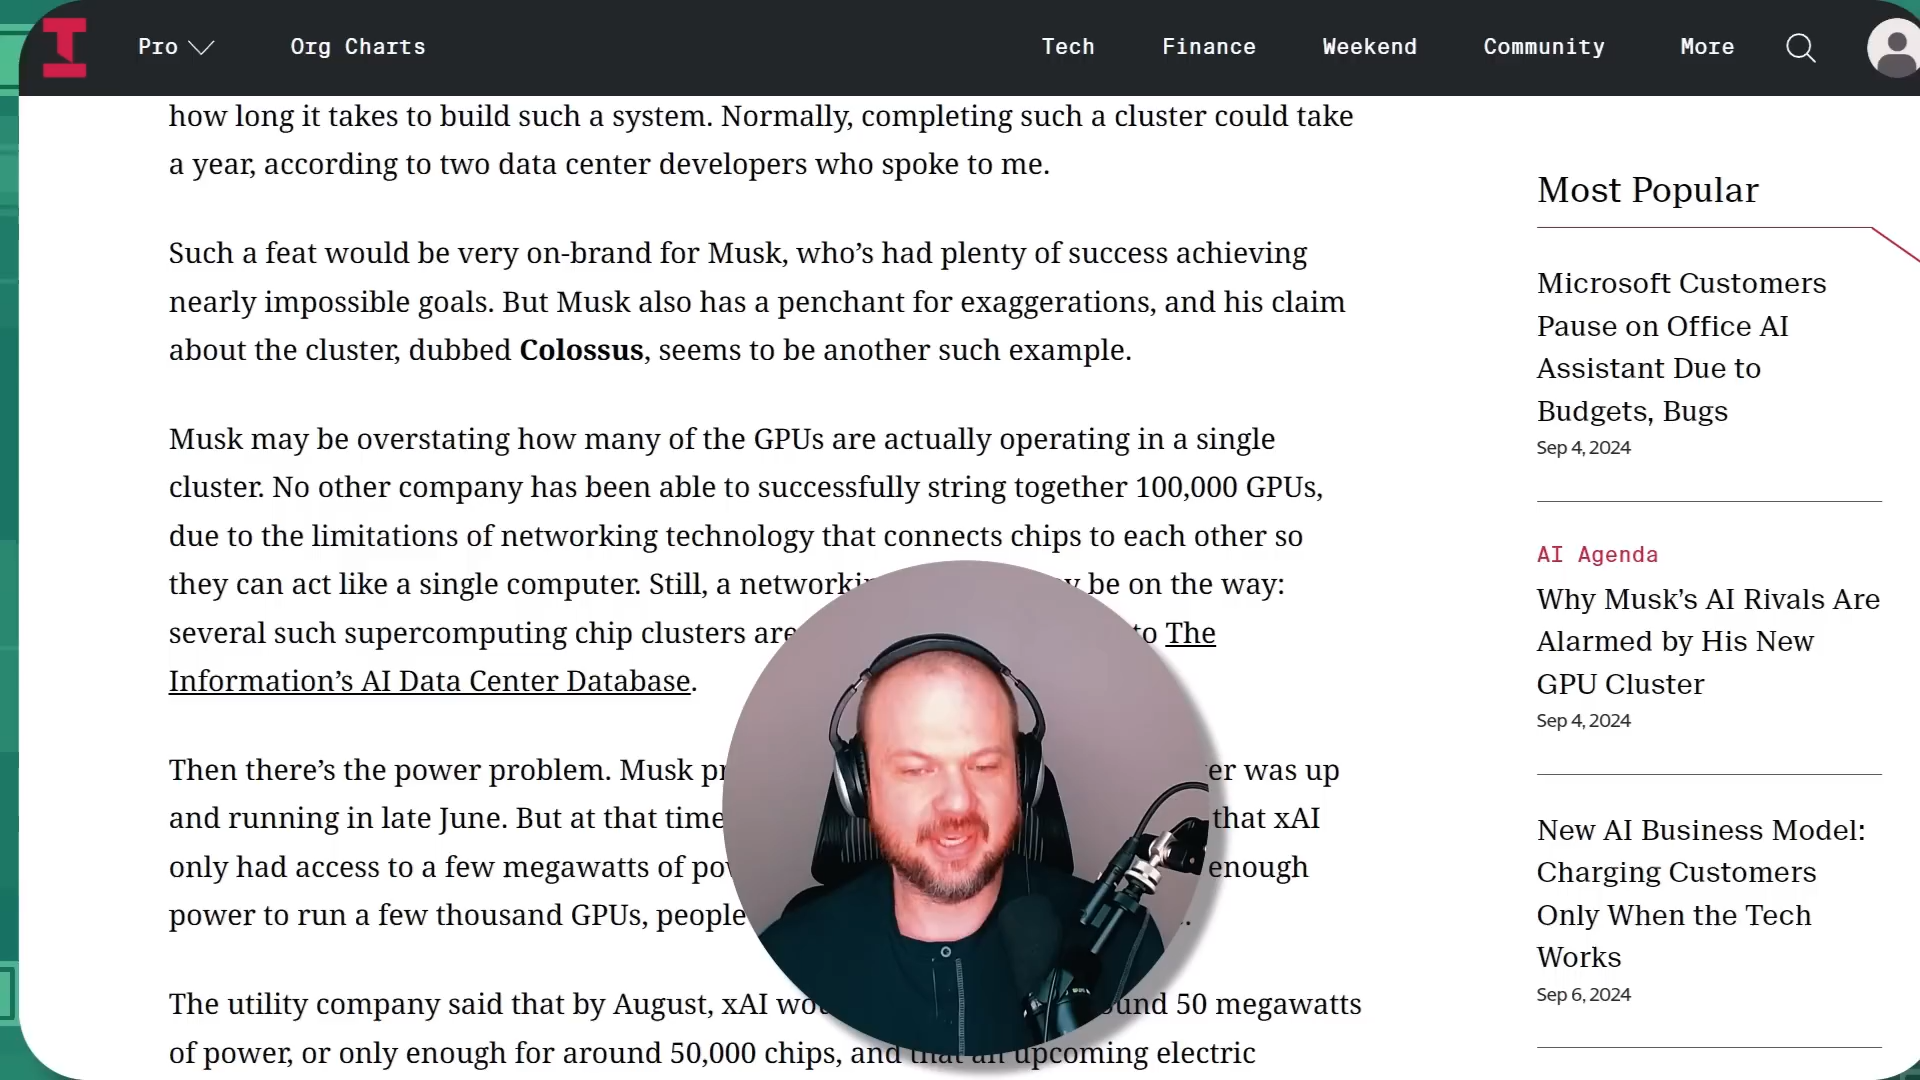 Pro
Org Charts
Tech
Finance
Weekend
Community
More
how long it takes to build such a system. Normally, completing such a cluster could take
a year, according to two data center developers who spoke to me.
Such a feat would be very on-brand for Musk, who’s had plenty of success achieving
nearly impossible goals. But Musk also has a penchant for exaggerations, and his claim
about the cluster, dubbed Colossus, seems to be another such example.
Musk may be overstating how many of the GPUs are actually operating in a single
cluster. No other company has been able to successfully string together 100,000 GPUs,
due to the limitations of networking technology that connects chips to each other so
they can act like a single computer. Still, a be on the way:
several such supercomputing chip clusters are to The
Information’s AI Data Center Database.
Then there’s the power problem. Musk was up
and running in late June. But at that time that xAI
only had access to a few megawatts of enough
power to run a few thousand GPUs, people
The utility company said that by August, xAI 50 megawatts
of power, or only enough for around 50,000 chips, and that an upcoming electric
Most Popular
Microsoft Customers
Pause on Office AI
Assistant Due to
Budgets, Bugs
Sep 4, 2024
AI Agenda
Why Musk’s AI Rivals Are
Alarmed by His New
GPU Cluster
Sep 4, 2024
New AI Business Model:
Charging Customers
Only When the Tech
Works
Sep 6, 2024